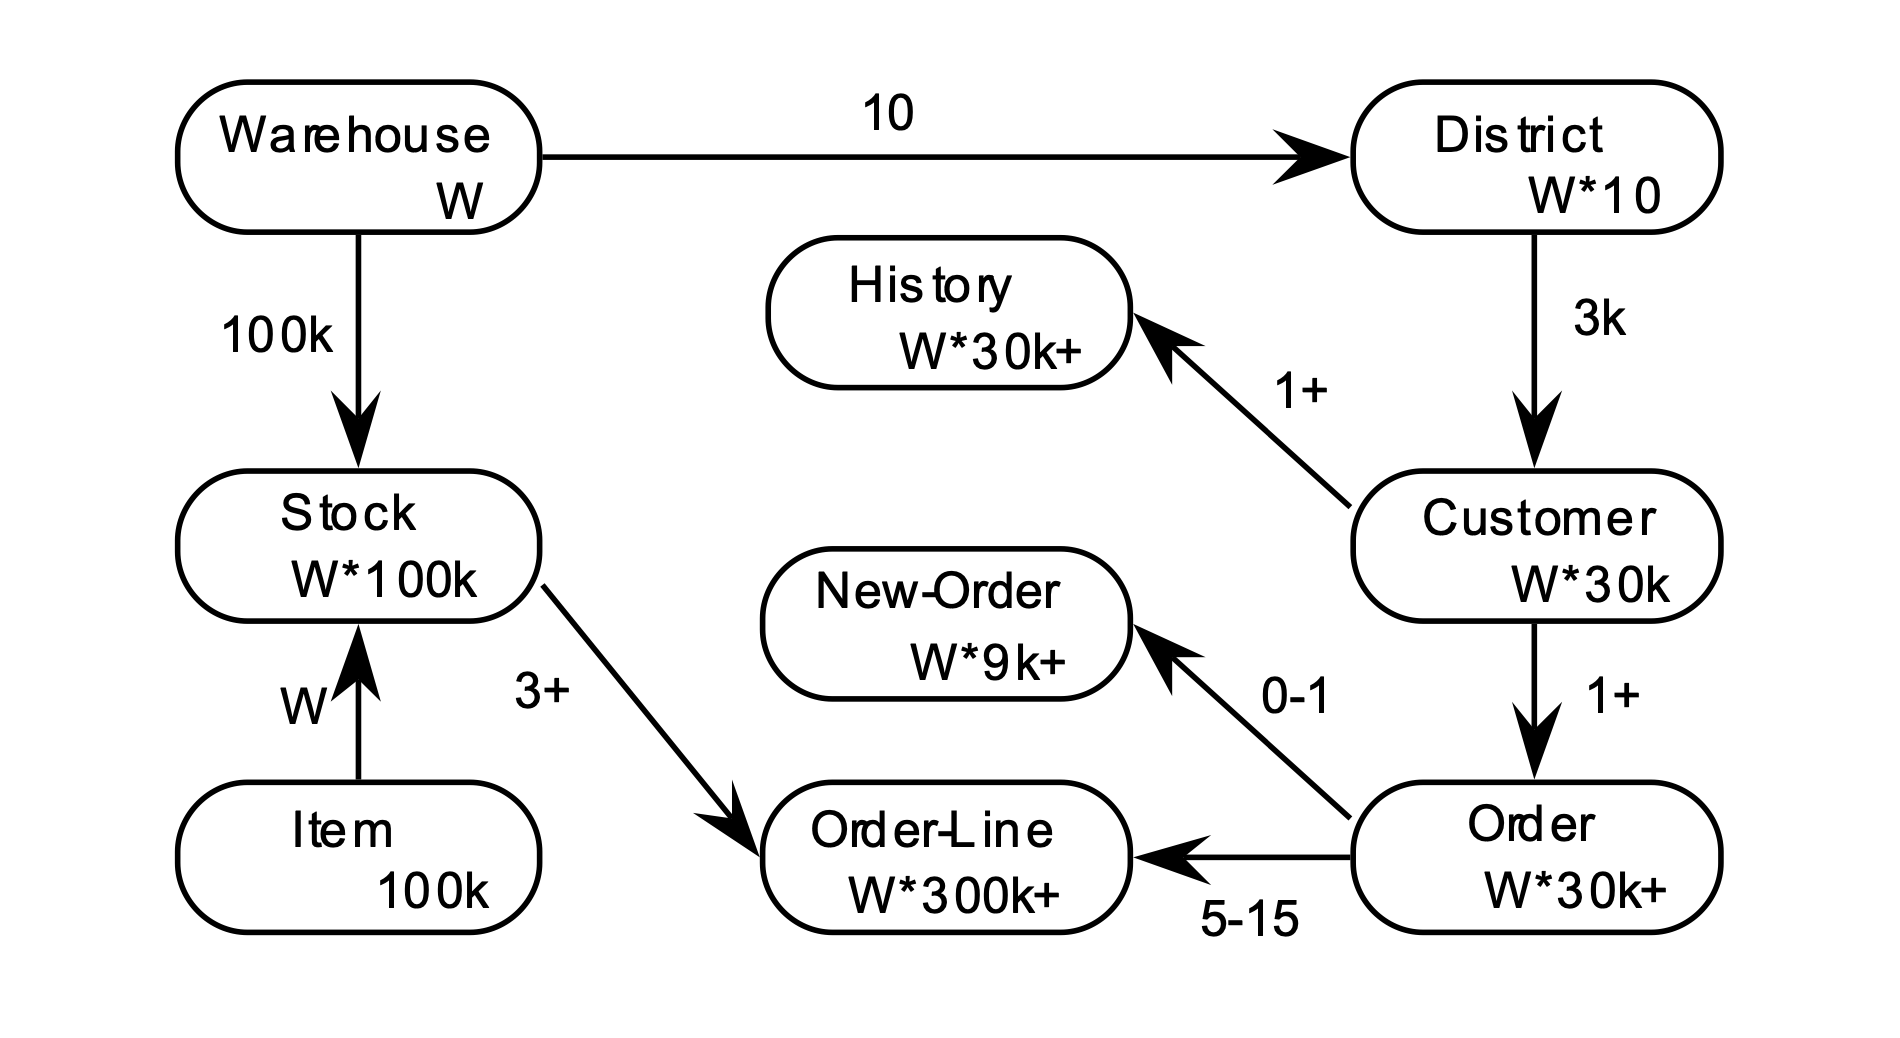 Warehouse
W
10
District
W*10
History
W*30k+
100k
3k
1+
Stock
W*100k
Customer
W*30k
New-Order
W*9k+
W
3+
0-1
1+
Item
100k
Order-Line
W*300k+
5-15
Order
W*30k+